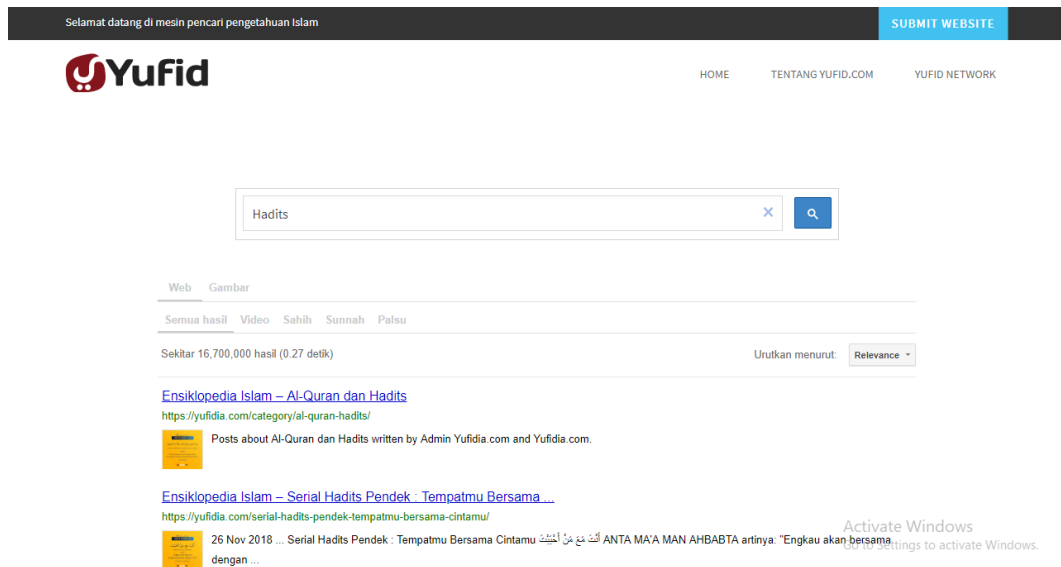 Selamat datang di mesin pencari pengetahuan Islam
SUBMIT WEBSITE
Yufid
HOME TENTANG YUFID.COM YUFID NETWORK
Hadits
Web Gambar
Semua hasil Video Sahih Sunnah Palsu
Sekitar 16,700,000 hasil (0.27 detik)
Urutkan menurut: Relevance
Ensiklopedia Islam – Al-Quran dan Hadits
https://yufidia.com/category/al-quran-hadits/
Posts about Al-Quran dan Hadits written by Admin Yufidia.com and Yufidia.com.
Ensiklopedia Islam – Serial Hadits Pendek : Tempatmu Bersama ...
https://yufidia.com/serial-hadits-pendek-tempatmu-bersama-cintamu/
26 Nov 2018 ... Serial Hadits Pendek : Tempatmu Bersama Cintamu أَنْتَ مَعَ مَنْ أَحْبَبْتَ ANTA MA'A MAN AHBABTA artinya: "Engkau akan bersama
dengan ...
Activate Windows
Go to Settings to activate Windows.